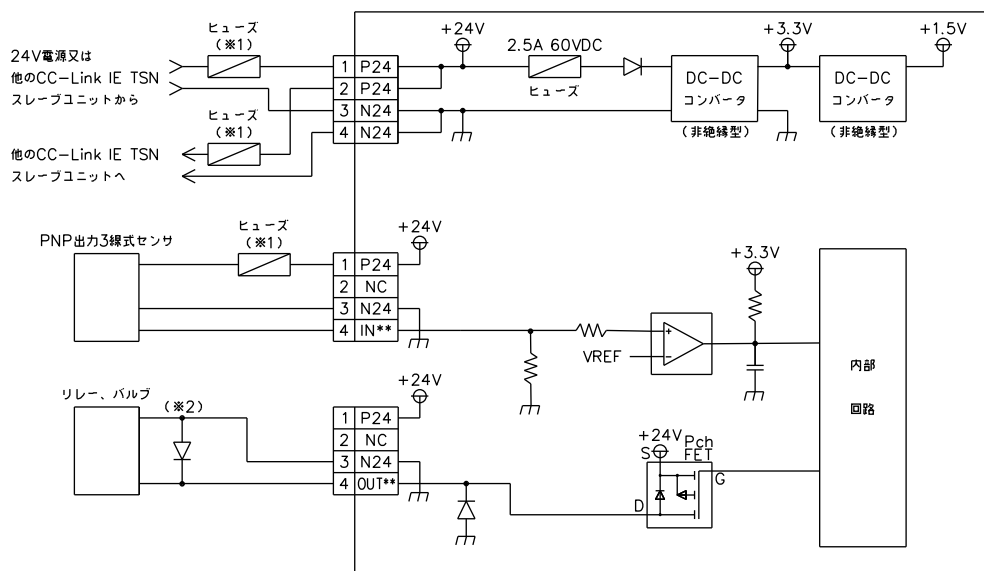 24V電源又は
他のCC-Link IE TSN
スレーブユニットから
ヒューズ
(※1)
ヒューズ
(※1)
他のCC-Link IE TSN
スレーブユニットへ
1 P24
2 P24
3 N24
4 N24
+24V
2.5A 60VDC
ヒューズ
DC-DC
コンバータ
(非絶縁型)
+3.3V
DC-DC
コンバータ
(非絶縁型)
+1.5V
PNP出力3線式センサ
ヒューズ
(※1)
1 P24
2 NC
3 N24
4 IN**
+24V
VREF
+
-
+3.3V
内部
回路
リレー、バルブ
(※2)
1 P24
2 NC
3 N24
4 OUT**
+24V
+24V
S
Pch
FET
G
D